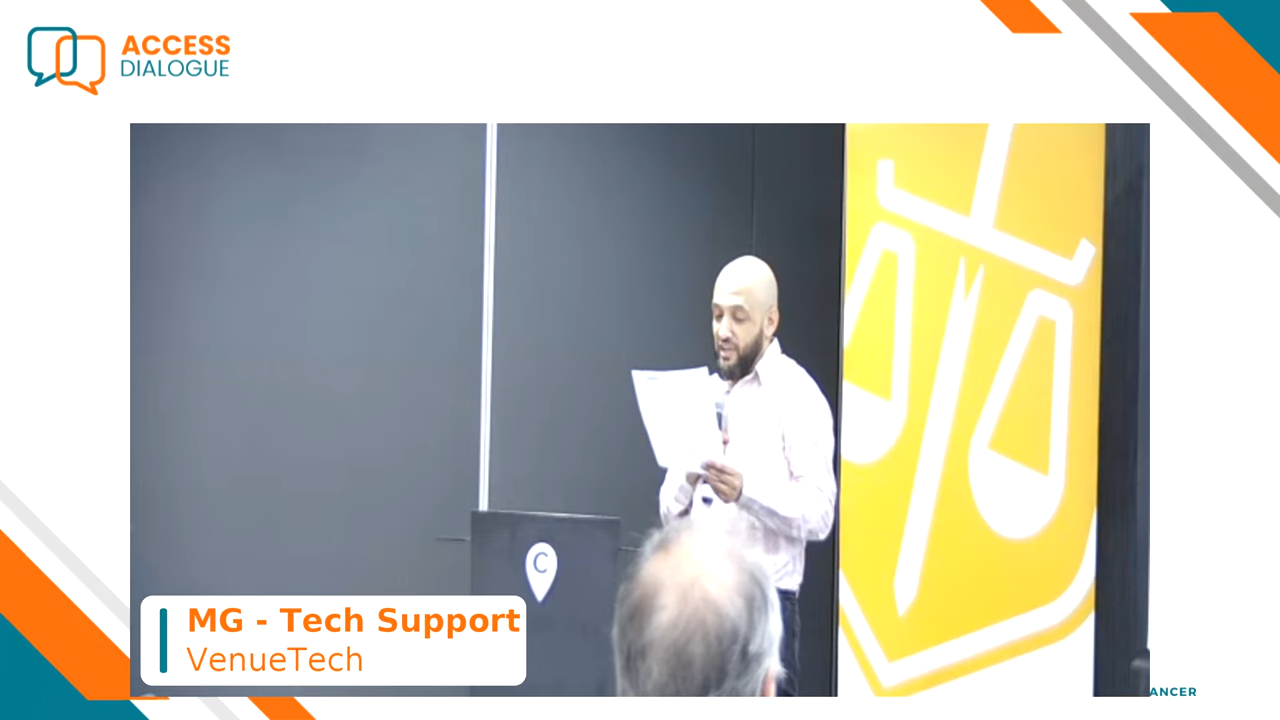 ACCESS
DIALOGUE
C
MG - Tech Support
VenueTech
ANCER